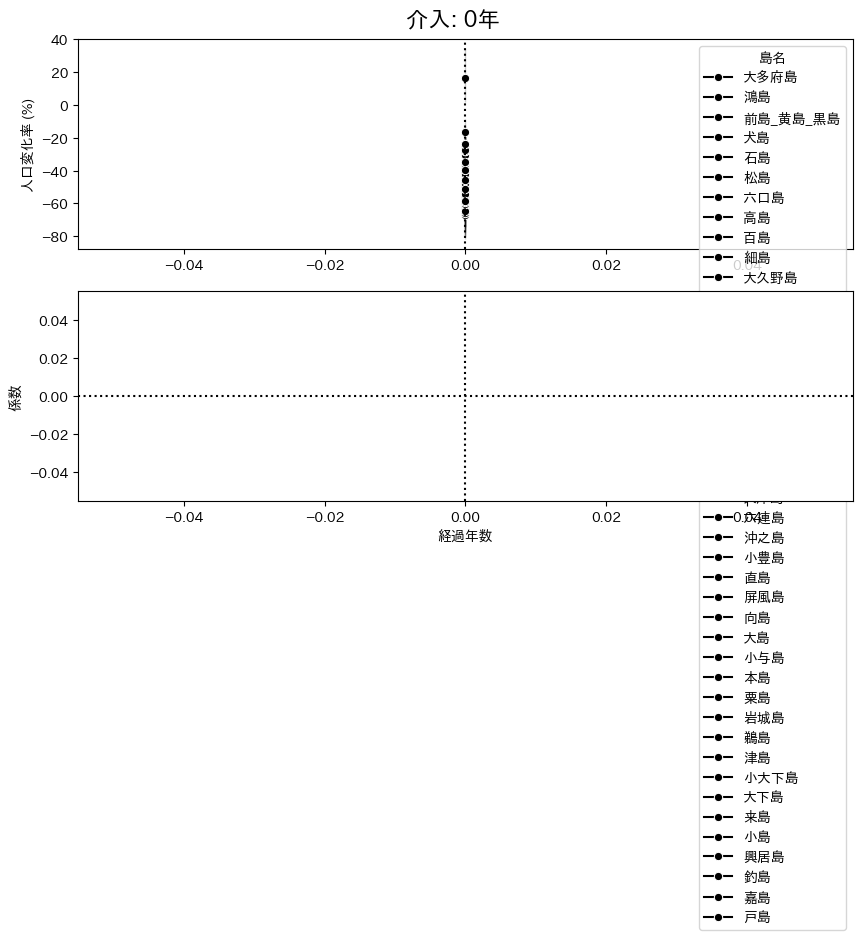 介入: 0年
人口変化率 (%)
40
20
0
−20
−40
−60
−80
−0.04
−0.02
0.00
0.02
0.04
島名
大多府島
鴻島
前島_黄島_黒島
犬島
石島
松島
六口島
高島
百島
細島
大久野島
係数
0.04
0.02
0.00
−0.02
−0.04
−0.04
−0.02
0.00
0.02
0.04
経過年数
六連島
沖之島
小豊島
直島
屏風島
向島
大島
小与島
本島
粟島
岩城島
鵜島
津島
小大下島
大下島
来島
小島
興居島
釣島
嘉島
戸島